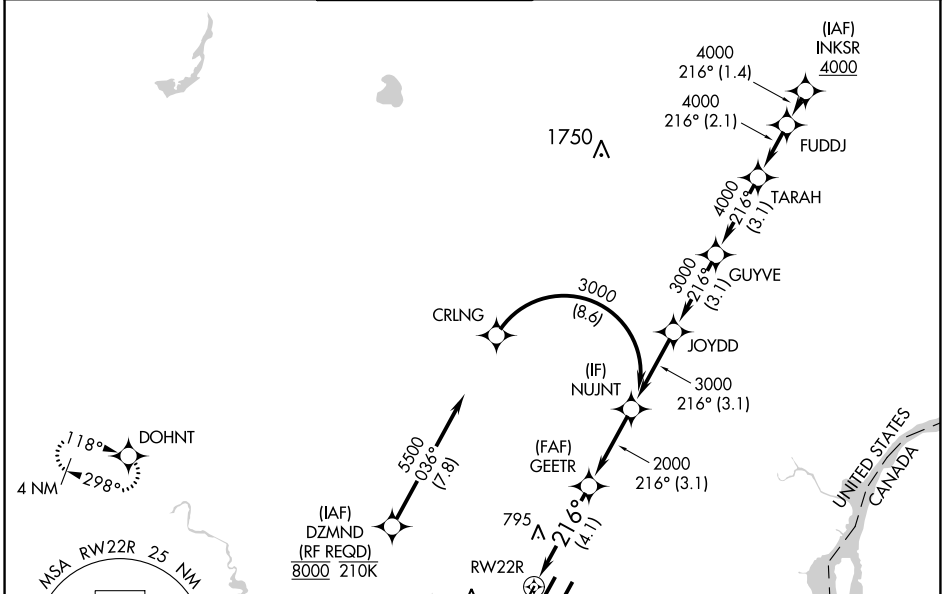 (IAF)
INKSR
4000
4000
216° (1.4)
4000
216° (2.1)
FUDDJ
1750
TARAH
4000
216°
(3.1)
GUYVE
3000
216°
(3.1)
3000
(8.6)
CRLNG
JOYDD
(IF)
NUJNT
3000
216° (3.1)
118°
DOHNT
298°
4 NM
5500
036°
(7.8)
(FAF)
GEETR
2000
216° (3.1)
UNITED STATES
CANADA
(IAF)
DZMND
(RF REQD)
8000 210K
795
216°
(4.1)
RW22R
MSA RW22R 25 NM